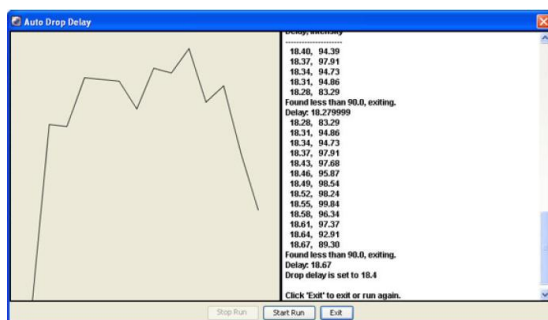 Auto Drop Delay
Delay, Intensity
--------------------
18.40, 94.39
18.37, 97.91
18.34, 94.73
18.31, 94.86
18.28, 83.29
Found less than 90.0, exiting.
Delay: 18.279999
18.28, 83.29
18.31, 94.86
18.34, 94.73
18.37, 97.91
18.43, 97.68
18.46, 95.87
18.49, 98.54
18.52, 98.24
18.55, 99.84
18.58, 96.34
18.61, 97.37
18.64, 92.91
18.67, 89.30
Found less than 90.0, exiting.
Delay: 18.67
Drop delay is set to 18.4
Click 'Exit' to exit or run again.
Stop Run Start Run Exit